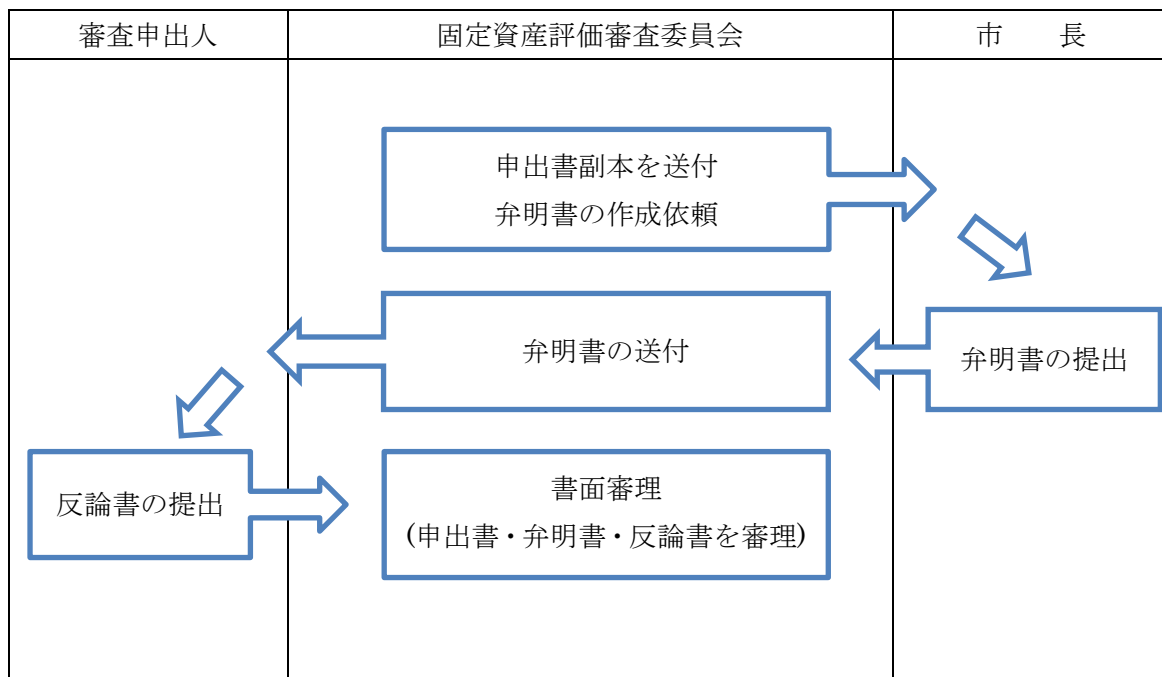 審査申出人
固定資産評価審査委員会
市　　長
申出書副本を送付
弁明書の作成依頼
弁明書の送付
弁明書の提出
反論書の提出
書面審理
(申出書・弁明書・反論書を審理)